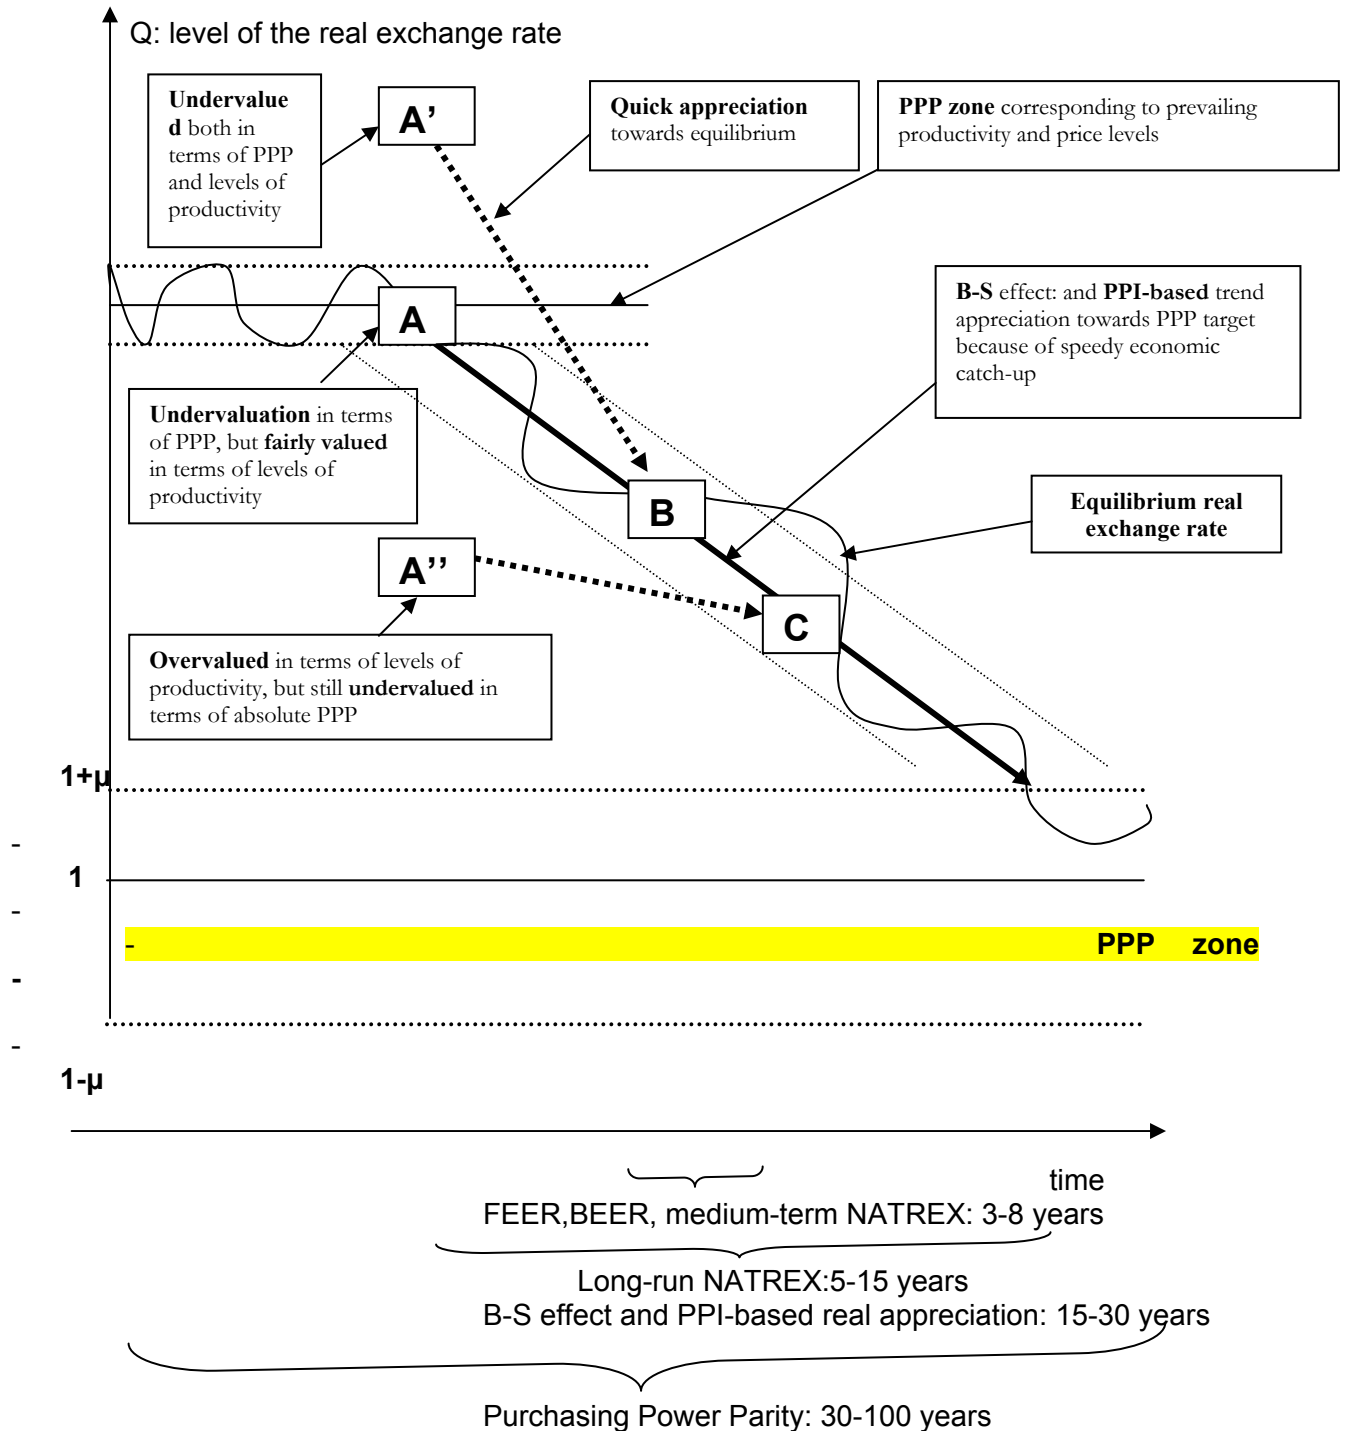 Q: level of the real exchange rate
Undervalue
d both in
terms of PPP
and levels of
productivity
A’
Quick appreciation
towards equilibrium
PPP zone corresponding to prevailing
productivity and price levels
A
B-S effect: and PPI-based trend
appreciation towards PPP target
because of speedy economic
catch-up
Undervaluation in terms
of PPP, but fairly valued
in terms of levels of
productivity
B
Equilibrium real
exchange rate
A’’
C
Overvalued in terms of levels of
productivity, but still undervalued in
terms of absolute PPP
1+µ
-
1
-
- PPP zone
-
-
1-µ
time
FEER,BEER, medium-term NATREX: 3-8 years
Long-run NATREX:5-15 years
B-S effect and PPI-based real appreciation: 15-30 years
Purchasing Power Parity: 30-100 years